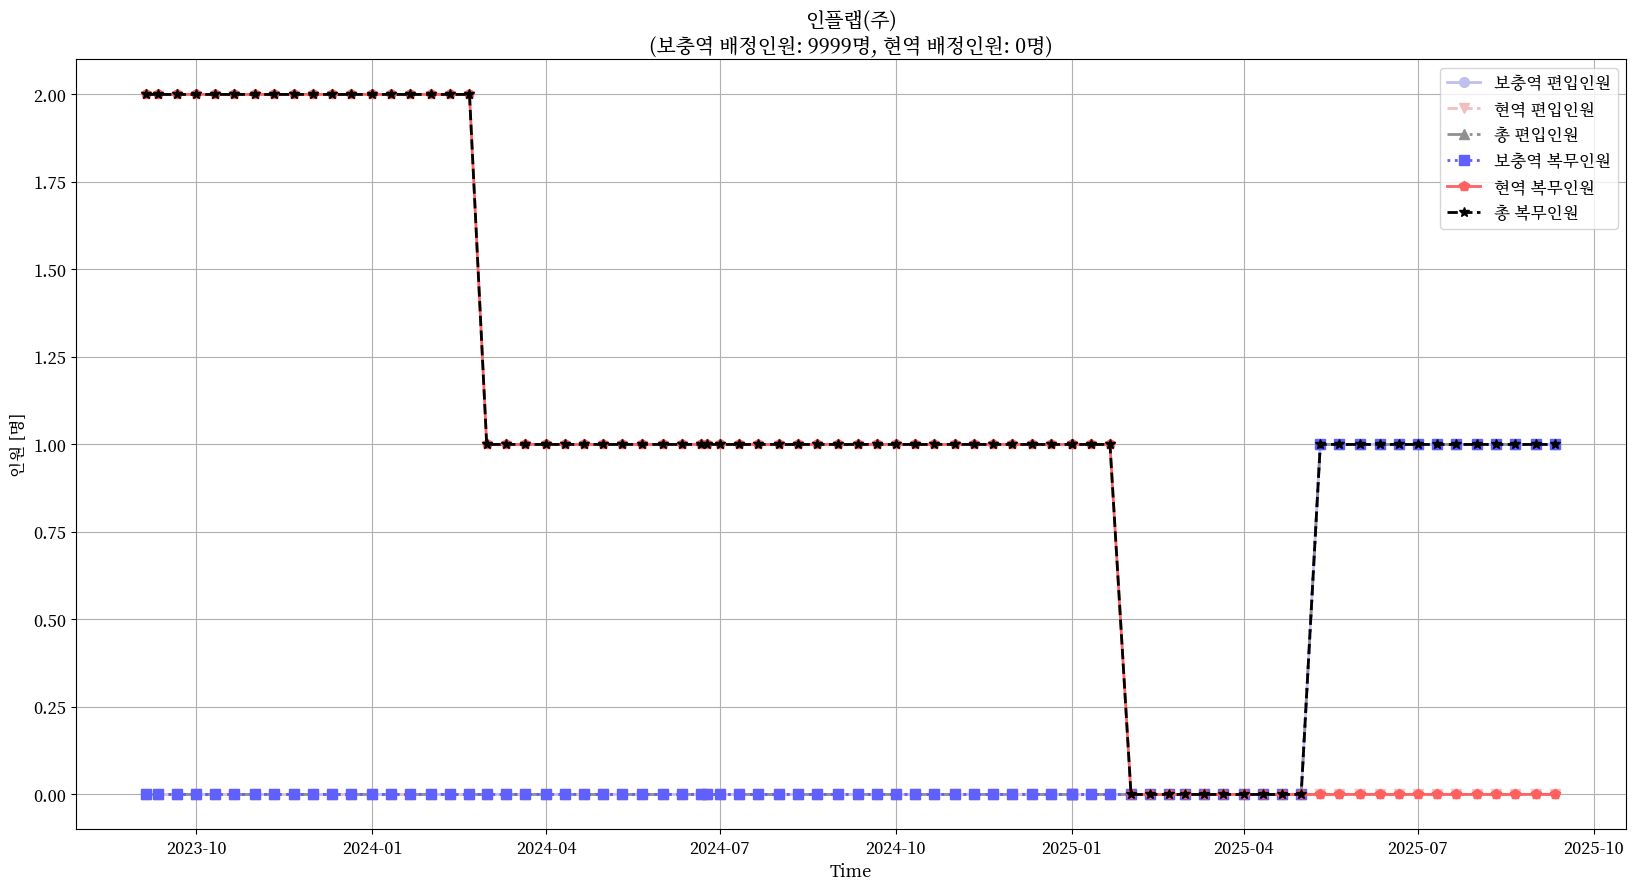 인플랩(주)
(보충역 배정인원: 9999명, 현역 배정인원: 0명)
보충역 편입인원
현역 편입인원
총 편입인원
보충역 복무인원
현역 복무인원
총 복무인원
인원 [명]
2.00
1.75
1.50
1.25
1.00
0.75
0.50
0.25
0.00
2023-10
2024-01
2024-04
2024-07
2024-10
2025-01
2025-04
2025-07
2025-10
Time